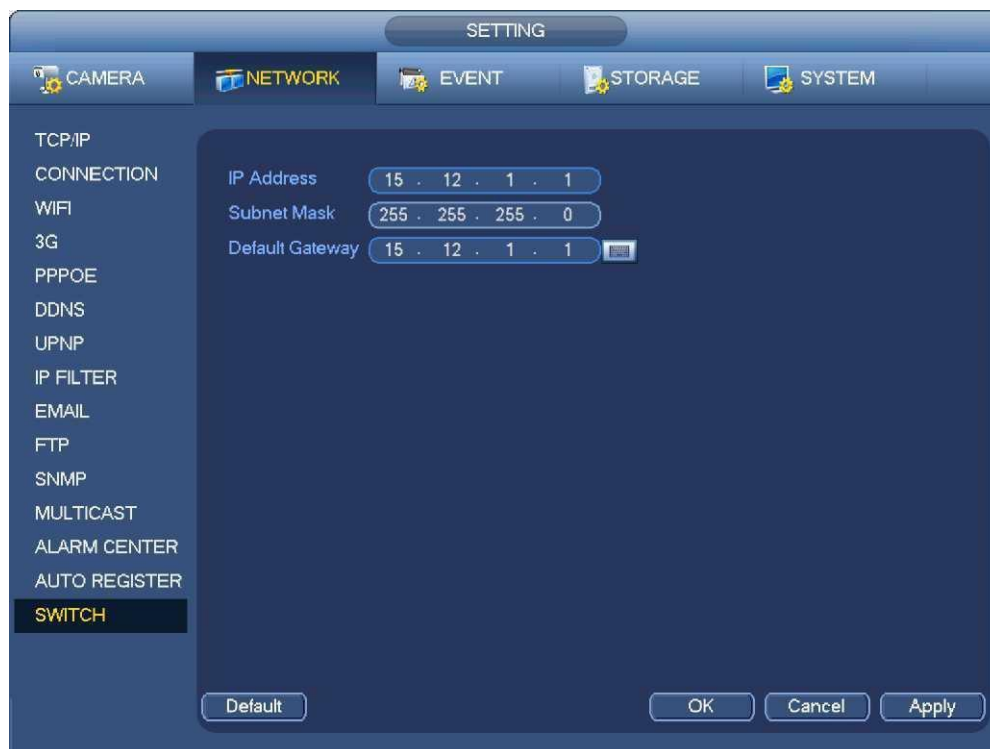 SETTING
CAMERA NETWORK EVENT STORAGE SYSTEM
TCP/IP
CONNECTION
WIFI
3G
PPPOE
DDNS
UPNP
IP FILTER
EMAIL
FTP
SNMP
MULTICAST
ALARM CENTER
AUTO REGISTER
SWITCH
IP Address 15 . 12 . 1 . 1
Subnet Mask 255 . 255 . 255 . 0
Default Gateway 15 . 12 . 1 . 1
Default OK Cancel Apply